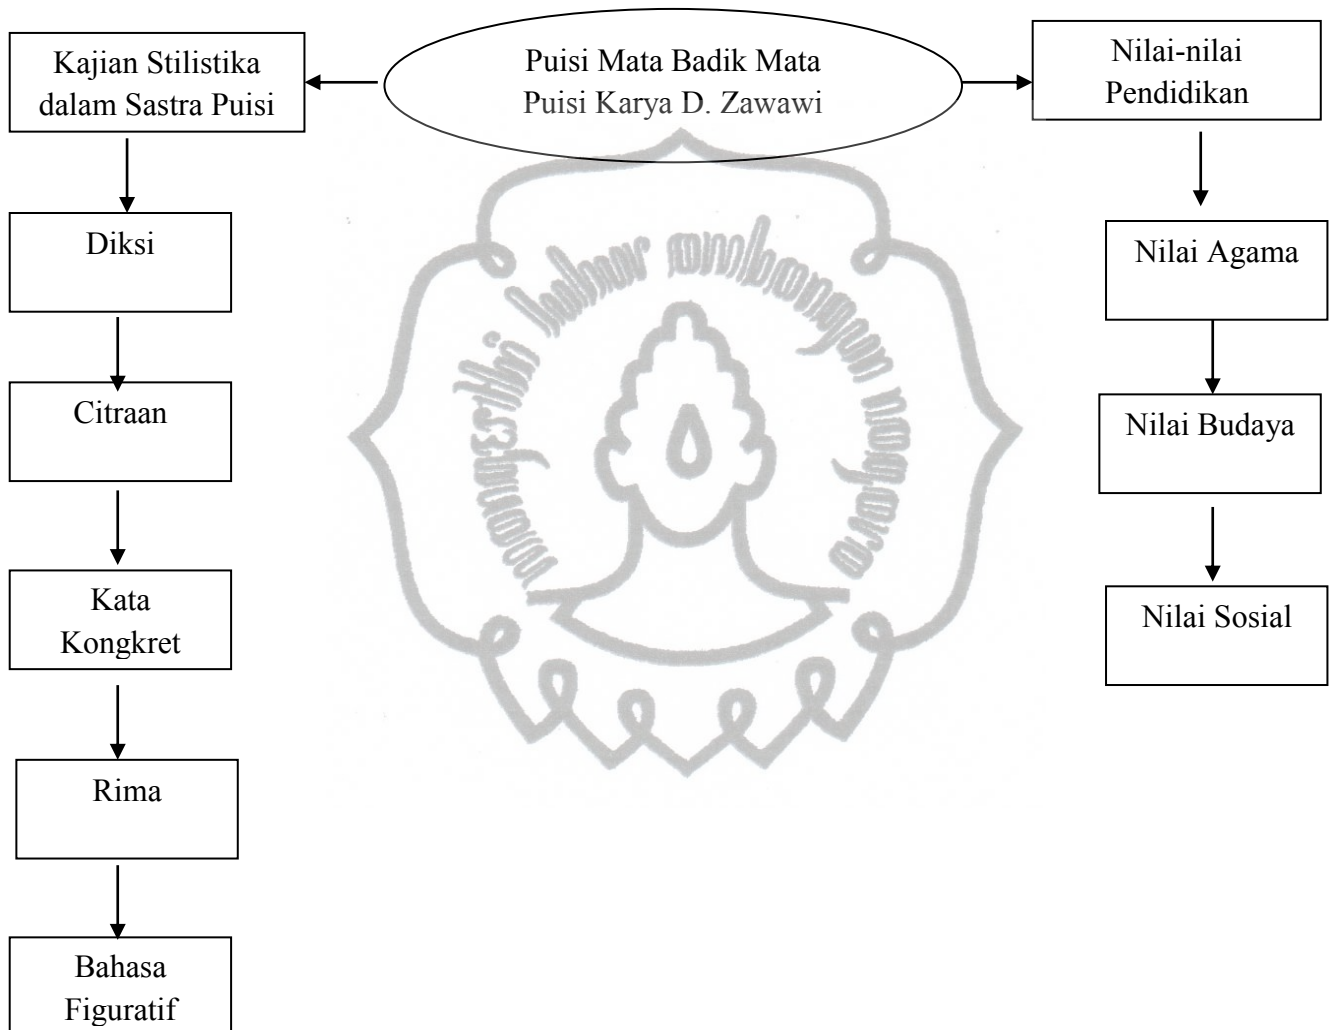 Kajian Stilistika
dalam Sastra Puisi
Puisi Mata Badik Mata
Puisi Karya D. Zawawi
Nilai-nilai
Pendidikan
Diksi
Nilai Agama
Citraan
Nilai Budaya
Kata
Kongkret
Nilai Sosial
Rima
Bahasa
Figuratif